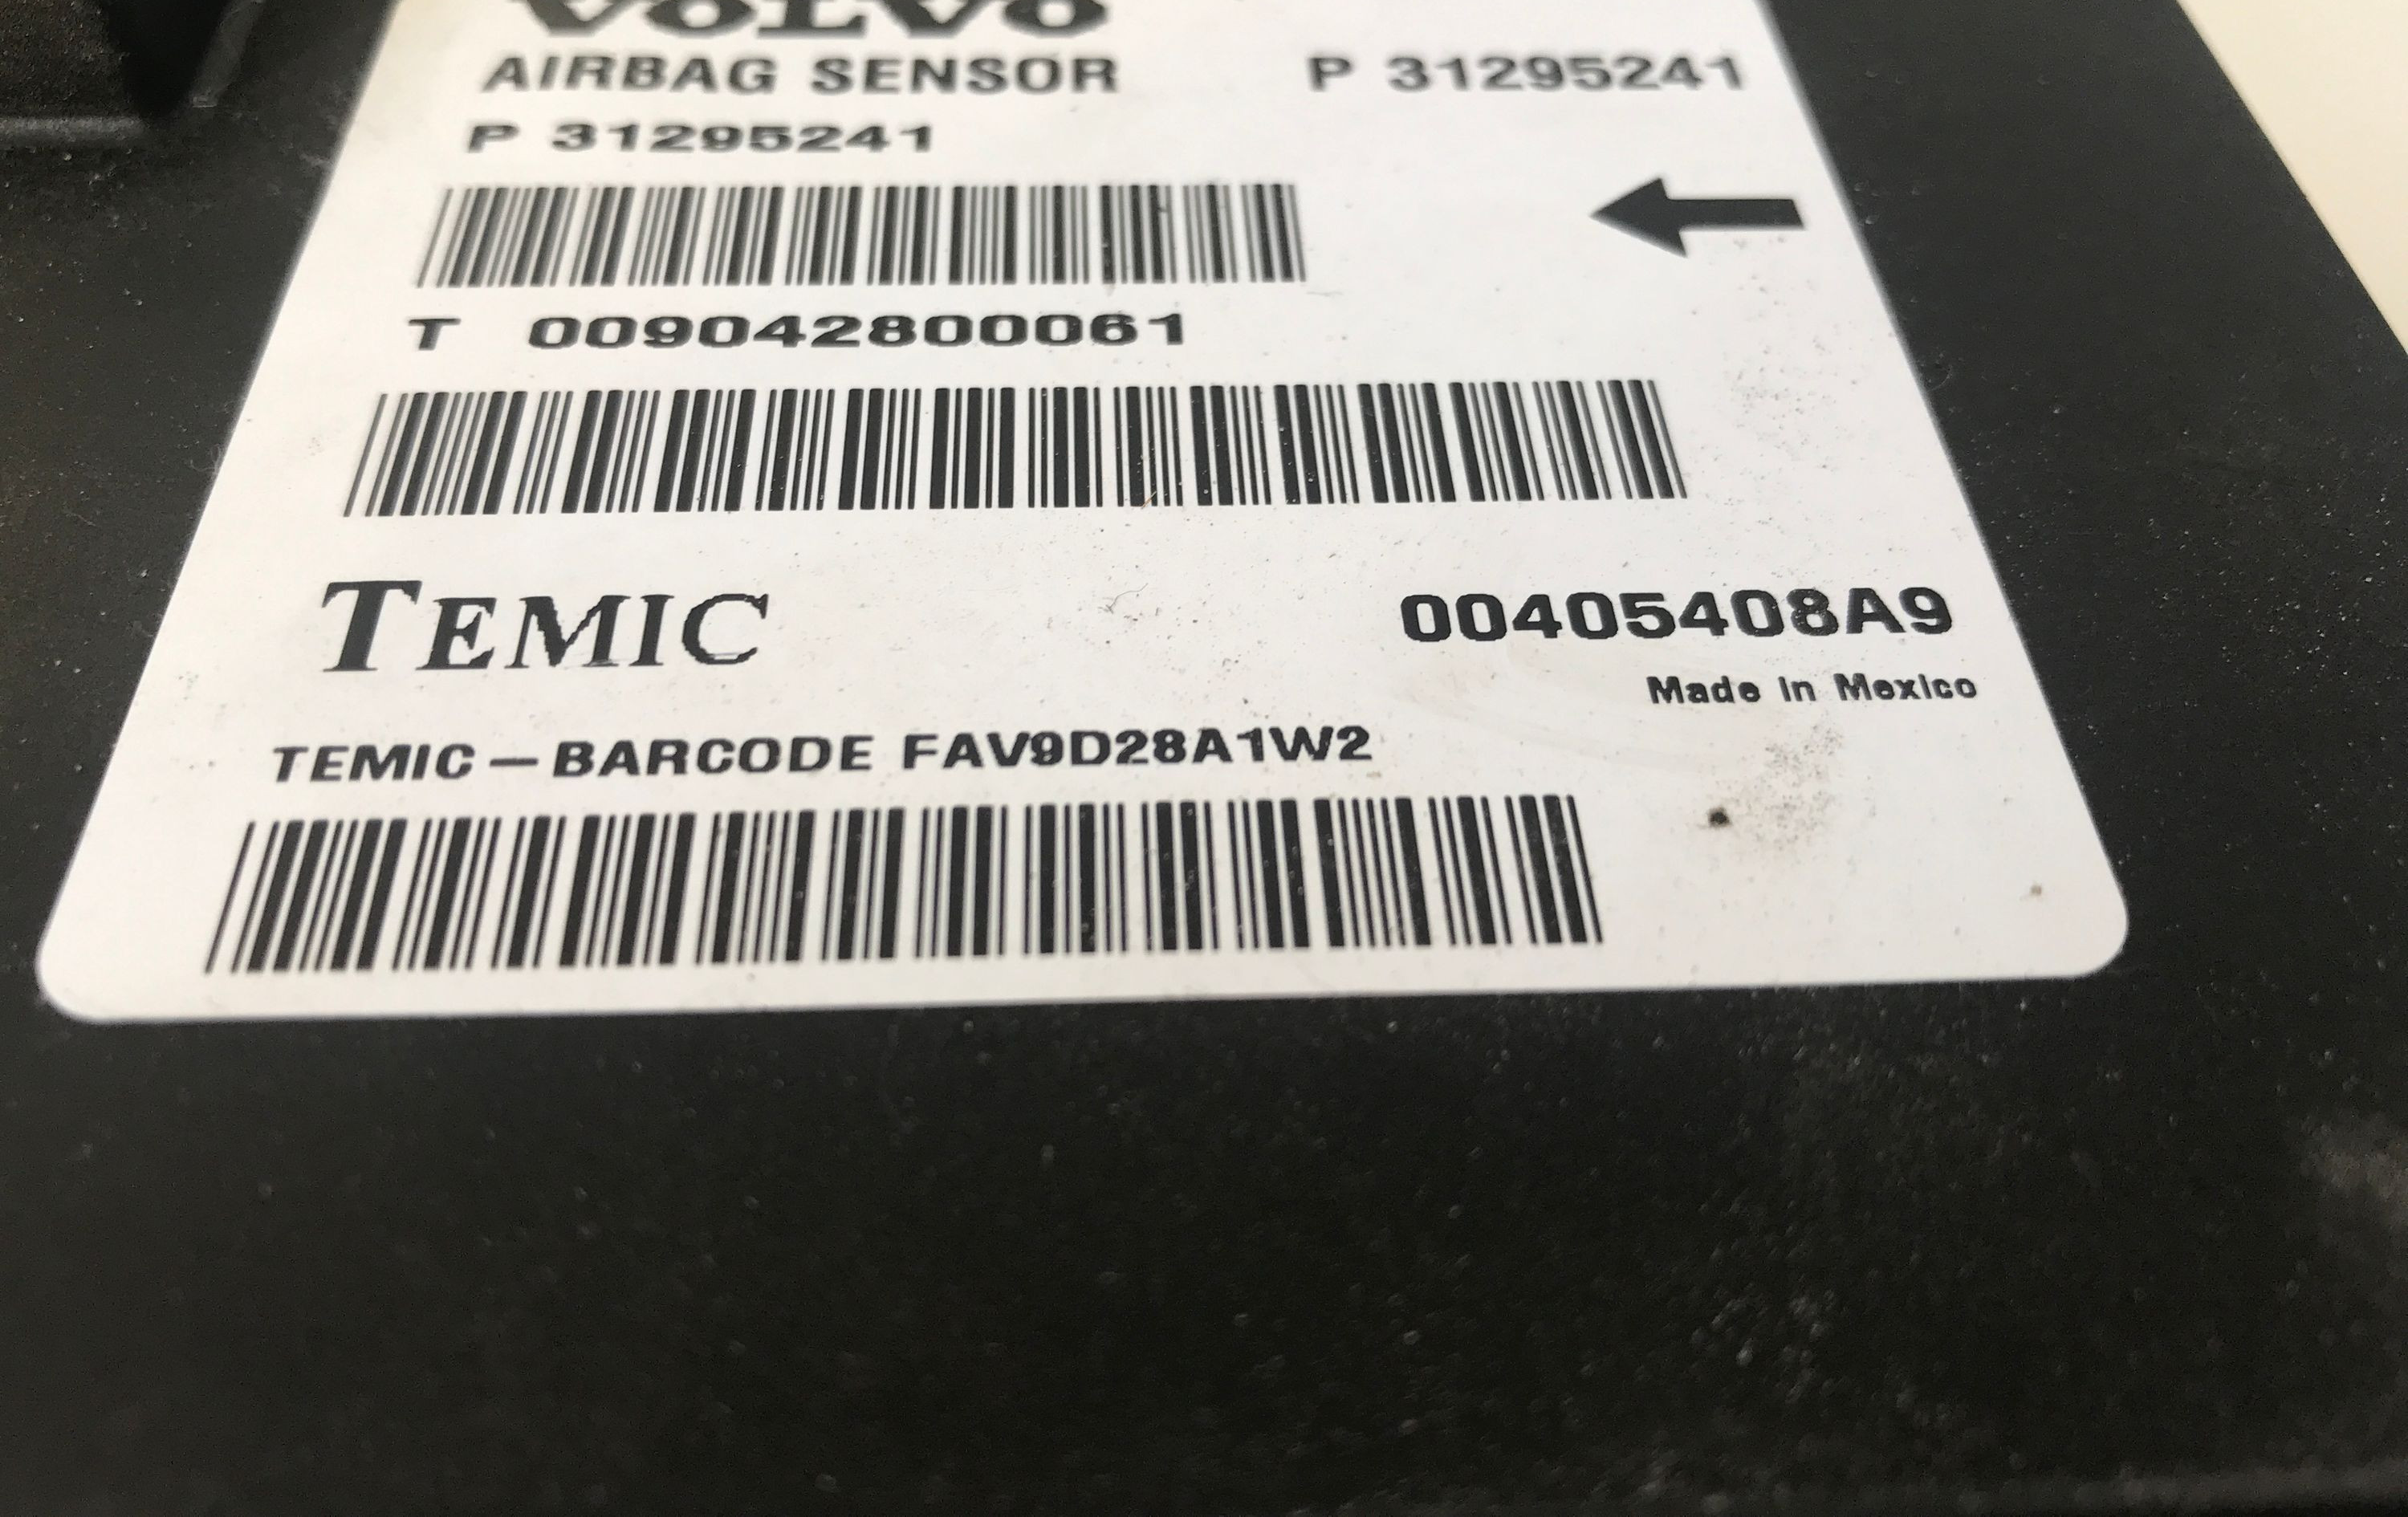 VOLVO
AIRBAG SENSOR P 31295241
P 31295241
T 009042800061
TEMIC 00405408A9
Made in Mexico
TEMIC-BARCODE FAV9D28A1W2